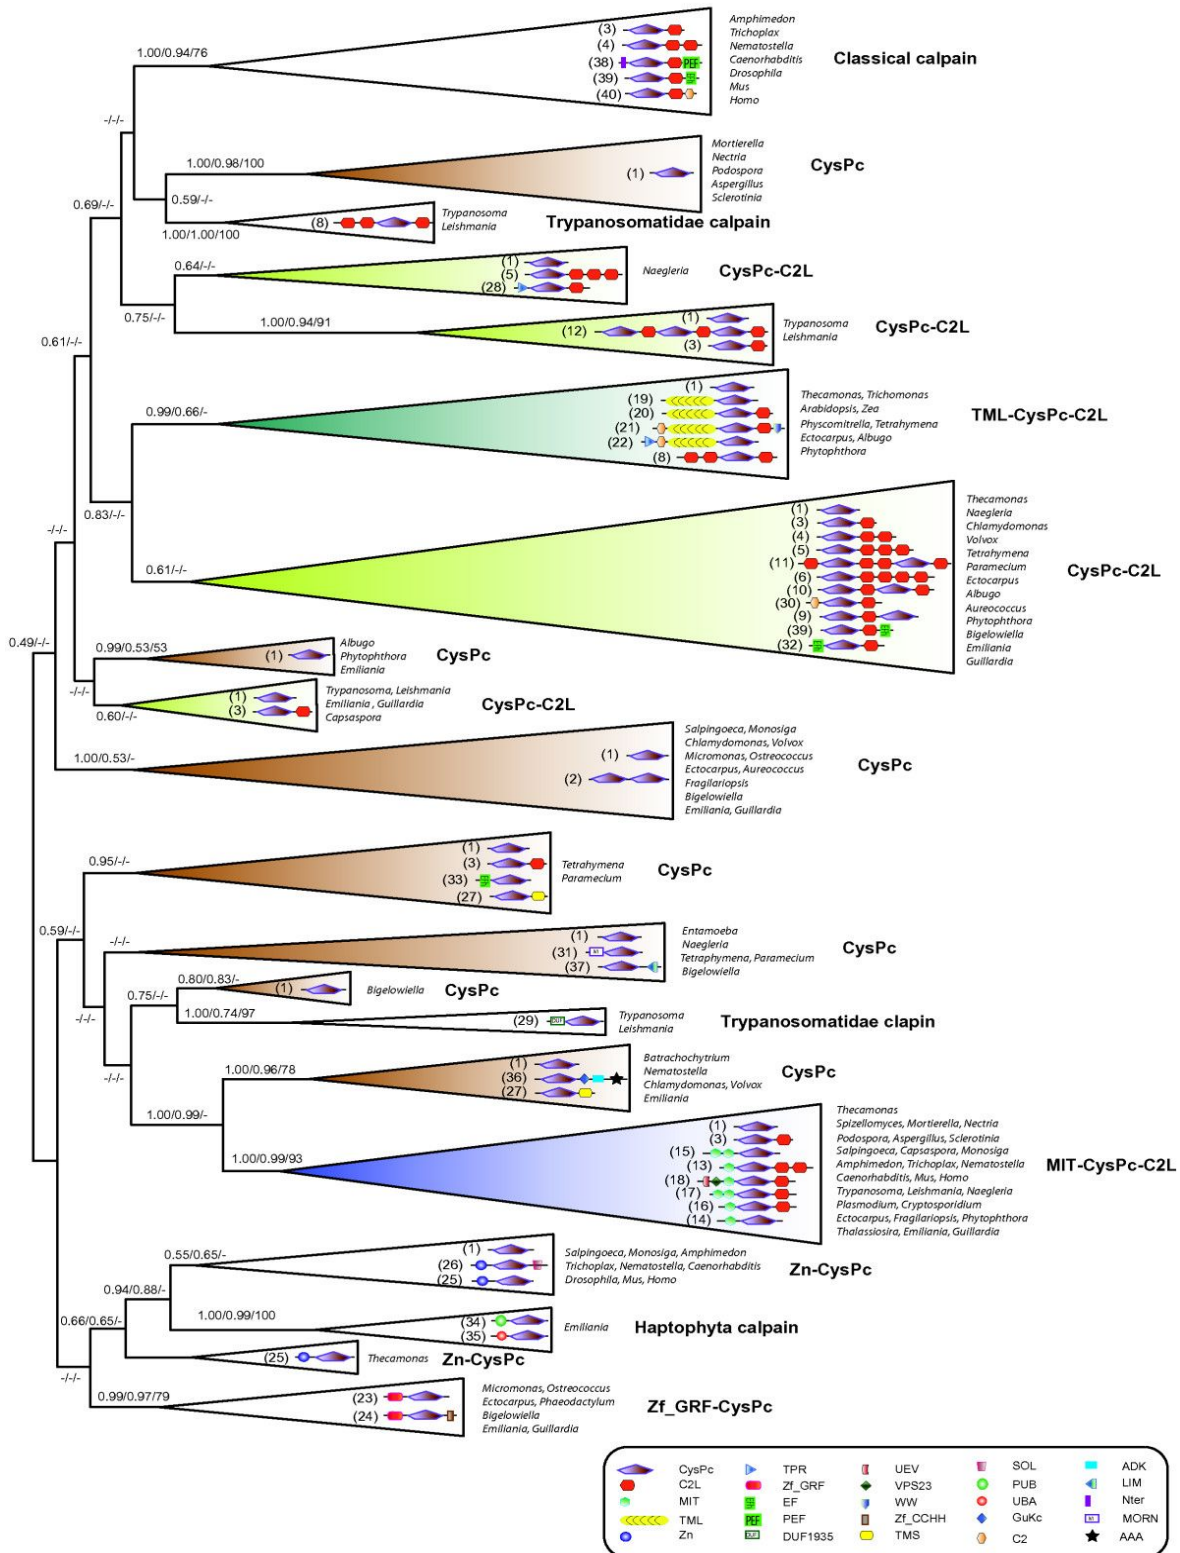 1.00/0.94/76
(3)
(4)
(38)
PEF
(39)
(40)
Amphimedon
Trichoplax
Nematostella
Caenorhabditis
Drosophila
Mus
Homo
Classical calpain
-/-/-
1.00/0.98/100
(1)
Mortierella
Nectria
Podospora
Aspergillus
Sclerotinia
CysPc
0.69/-/-
0.59/-/-
1.00/1.00/100
(8)
Trypanosoma
Leishmania
Trypanosomatidae calpain
0.64/-/-
(1)
(5)
(28)
Naegleria
CysPc-C2L
0.75/-/-
1.00/0.94/91
(1)
(12)
(3)
Trypanosoma
Leishmania
CysPc-C2L
0.61/-/-
0.99/0.66/-
(1)
(19)
(20)
(21)
(22)
(8)
Thecamonas, Trichomonas
Arabidopsis, Zea
Physcomitrella, Tetrahymena
Ectocarpus, Albugo
Phytophthora
TML-CysPc-C2L
0.83/-/-
-/-/-
0.61/-/-
(1)
(3)
(4)
(5)
(11)
(6)
(10)
(30)
(9)
(39)
(32)
Thecamonas
Naegleria
Chlamydomonas
Volvox
Tetrahymena
Paramecium
Ectocarpus
Albugo
Aureococcus
Phytophthora
Bigelowiella
Emiliania
Guillardia
CysPc-C2L
0.49/-/-
0.99/0.53/53
(1)
Albugo
Phytophthora
Emiliania
CysPc
-/-/-
0.60/-/-
(1)
(3)
Trypanosoma, Leishmania
Emiliania , Guillardia
Capsaspora
CysPc-C2L
1.00/0.53/-
(1)
(2)
Salpingoeca, Monosiga
Chlamydomonas, Volvox
Micromonas, Ostreococcus
Ectocarpus, Aureococcus
Fragilariopsis
Bigelowiella
Emiliania, Guillardia
CysPc
0.95/-/-
(1)
(3)
(33)
(27)
Tetrahymena
Paramecium
CysPc
0.59/-/-
-/-/-
(1)
(31)
(37)
Entamoeba
Naegleria
Tetraphymena, Paramecium
Bigelowiella
CysPc
-/-/-
0.75/-/-
0.80/0.83/-
(1)
Bigelowiella
CysPc
1.00/0.74/97
(29)
Trypanosoma
Leishmania
Trypanosomatidae clapin
-/-/-
1.00/0.96/78
(1)
(36)
(27)
Batrachochytrium
Nematostella
Chlamydomonas, Volvox
Emiliania
CysPc
1.00/0.99/-
1.00/0.99/93
(1)
(3)
(15)
(13)
(18)
(17)
(16)
(14)
Thecamonas
Spizellomyces, Mortierella, Nectria
Podospora, Aspergillus, Sclerotinia
Salpingoeca, Capsaspora, Monosiga
Amphimedon, Trichoplax, Nematostella
Caenorhabditis, Mus, Homo
Trypanosoma, Leishmania, Naegleria
Plasmodium, Cryptosporidium
Ectocarpus, Fragilariopsis, Phytophthora
Thalassiosira, Emiliania, Guillardia
MIT-CysPc-C2L
0.55/0.65/-
(1)
(26)
(25)
Salpingoeca, Monosiga, Amphimedon
Trichoplax, Nematostella, Caenorhabditis
Drosophila, Mus, Homo
Zn-CysPc
0.94/0.88/-
1.00/0.99/100
(34)
(35)
Emiliania
Haptophyta calpain
0.66/0.65/-
(25)
Thecamonas
Zn-CysPc
-/-/-
0.99/0.97/79
(23)
(24)
Micromonas, Ostreococcus
Ectocarpus, Phaeodactylum
Bigelowiella
Emiliania, Guillardia
Zf_GRF-CysPc
CysPc TPR UEV SOL ADK
C2L Zf_GRF VPS23 PUB LIM
MIT EF WW UBA Nter
TML PEF PEF Zf_CCHH GuKc MORN
Zn DUF DUF1935 TMS C2 AAA